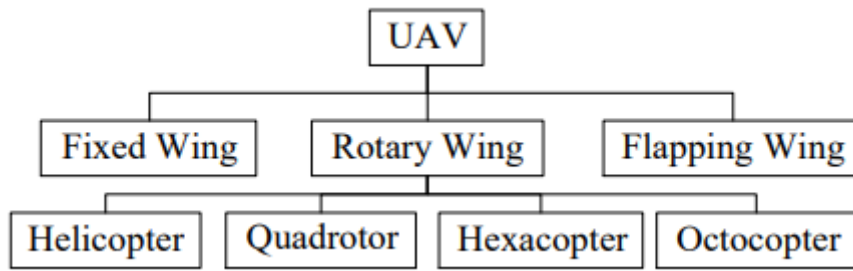 UAV
Fixed Wing Rotary Wing Flapping Wing
Helicopter Quadrotor Hexacopter Octocopter